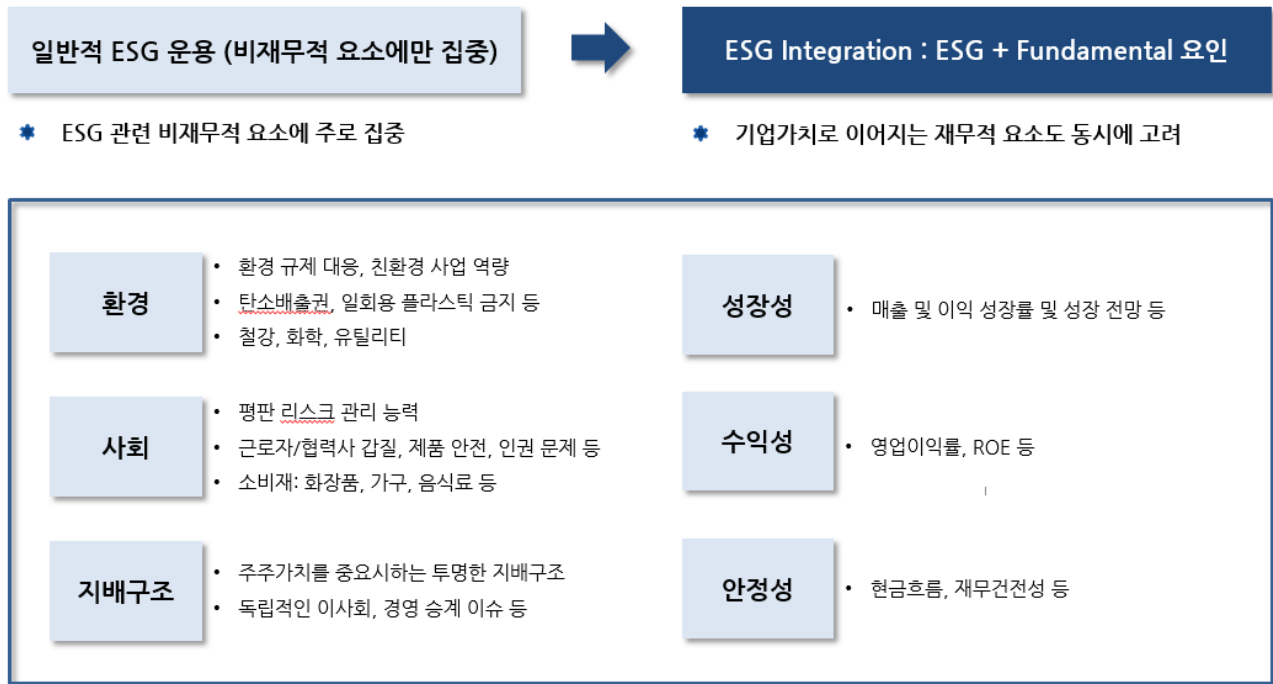 일반적 ESG 운용 (비재무적 요소에만 집중)
ESG Integration : ESG + Fundamental 요인
ESG 관련 비재무적 요소에 주로 집중
기업가치로 이어지는 재무적 요소도 동시에 고려
환경
• 환경 규제 대응, 친환경 사업 역량
• 탄소배출권, 일회용 플라스틱 금지 등
• 철강, 화학, 유틸리티
사회
• 평판 리스크 관리 능력
• 근로자/협력사 갑질, 제품 안전, 인권 문제 등
• 소비재: 화장품, 가구, 음식료 등
지배구조
• 주주가치를 중요시하는 투명한 지배구조
• 독립적인 이사회, 경영 승계 이슈 등
성장성
• 매출 및 이익 성장률 및 성장 전망 등
수익성
• 영업이익률, ROE 등
안정성
• 현금흐름, 재무건전성 등